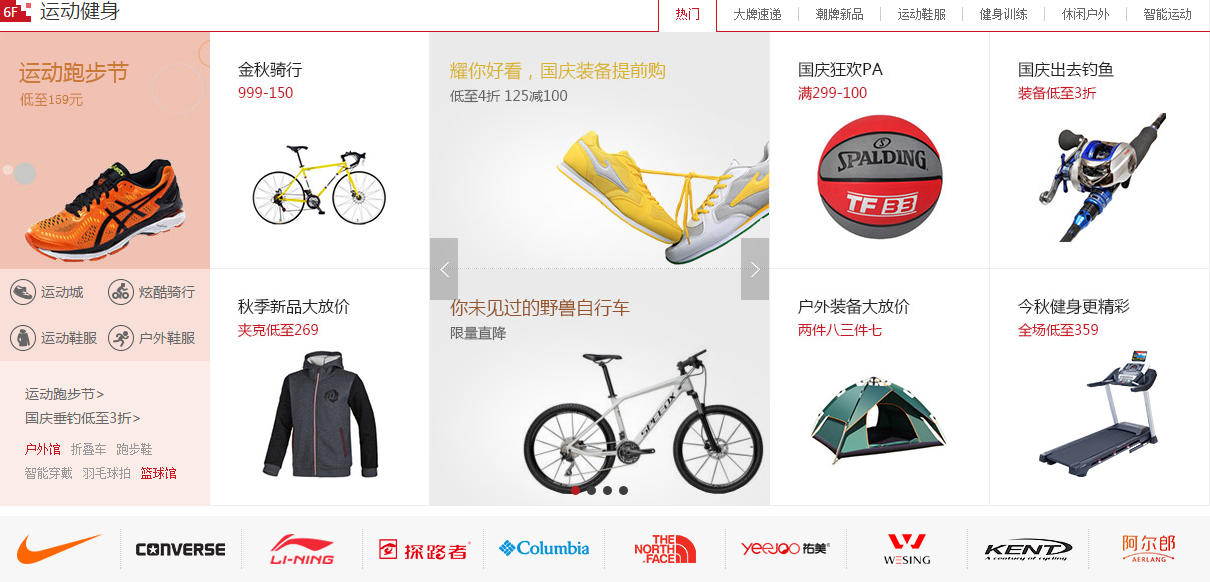 6F 运动健身
热门 大牌速递 潮牌新品 运动鞋服 健身训练 休闲户外 智能运动
运动跑步节
低至159元
运动城 炫酷骑行
运动鞋服 户外鞋服
运动跑步节>
国庆垂钓低至3折>
户外馆 折叠车 跑步鞋
智能穿戴 羽毛球拍 篮球馆
金秋骑行
999-150
秋季新品大放价
夹克低至269
耀你好看，国庆装备提前购
低至4折 125减100
你未见过的野兽自行车
限量直降
SPEEDX
国庆狂欢PA
满299-100
SPALDING
TF 33
户外装备大放价
两件八三件七
国庆出去钓鱼
装备低至3折
今秋健身更精彩
全场低至359
CONVERSE
LI-NING
探路者
Columbia
THE NORTH FACE
YEEJOO 佑美
WESING
KENT
A century of cycling
阿尔郎
AERLANG